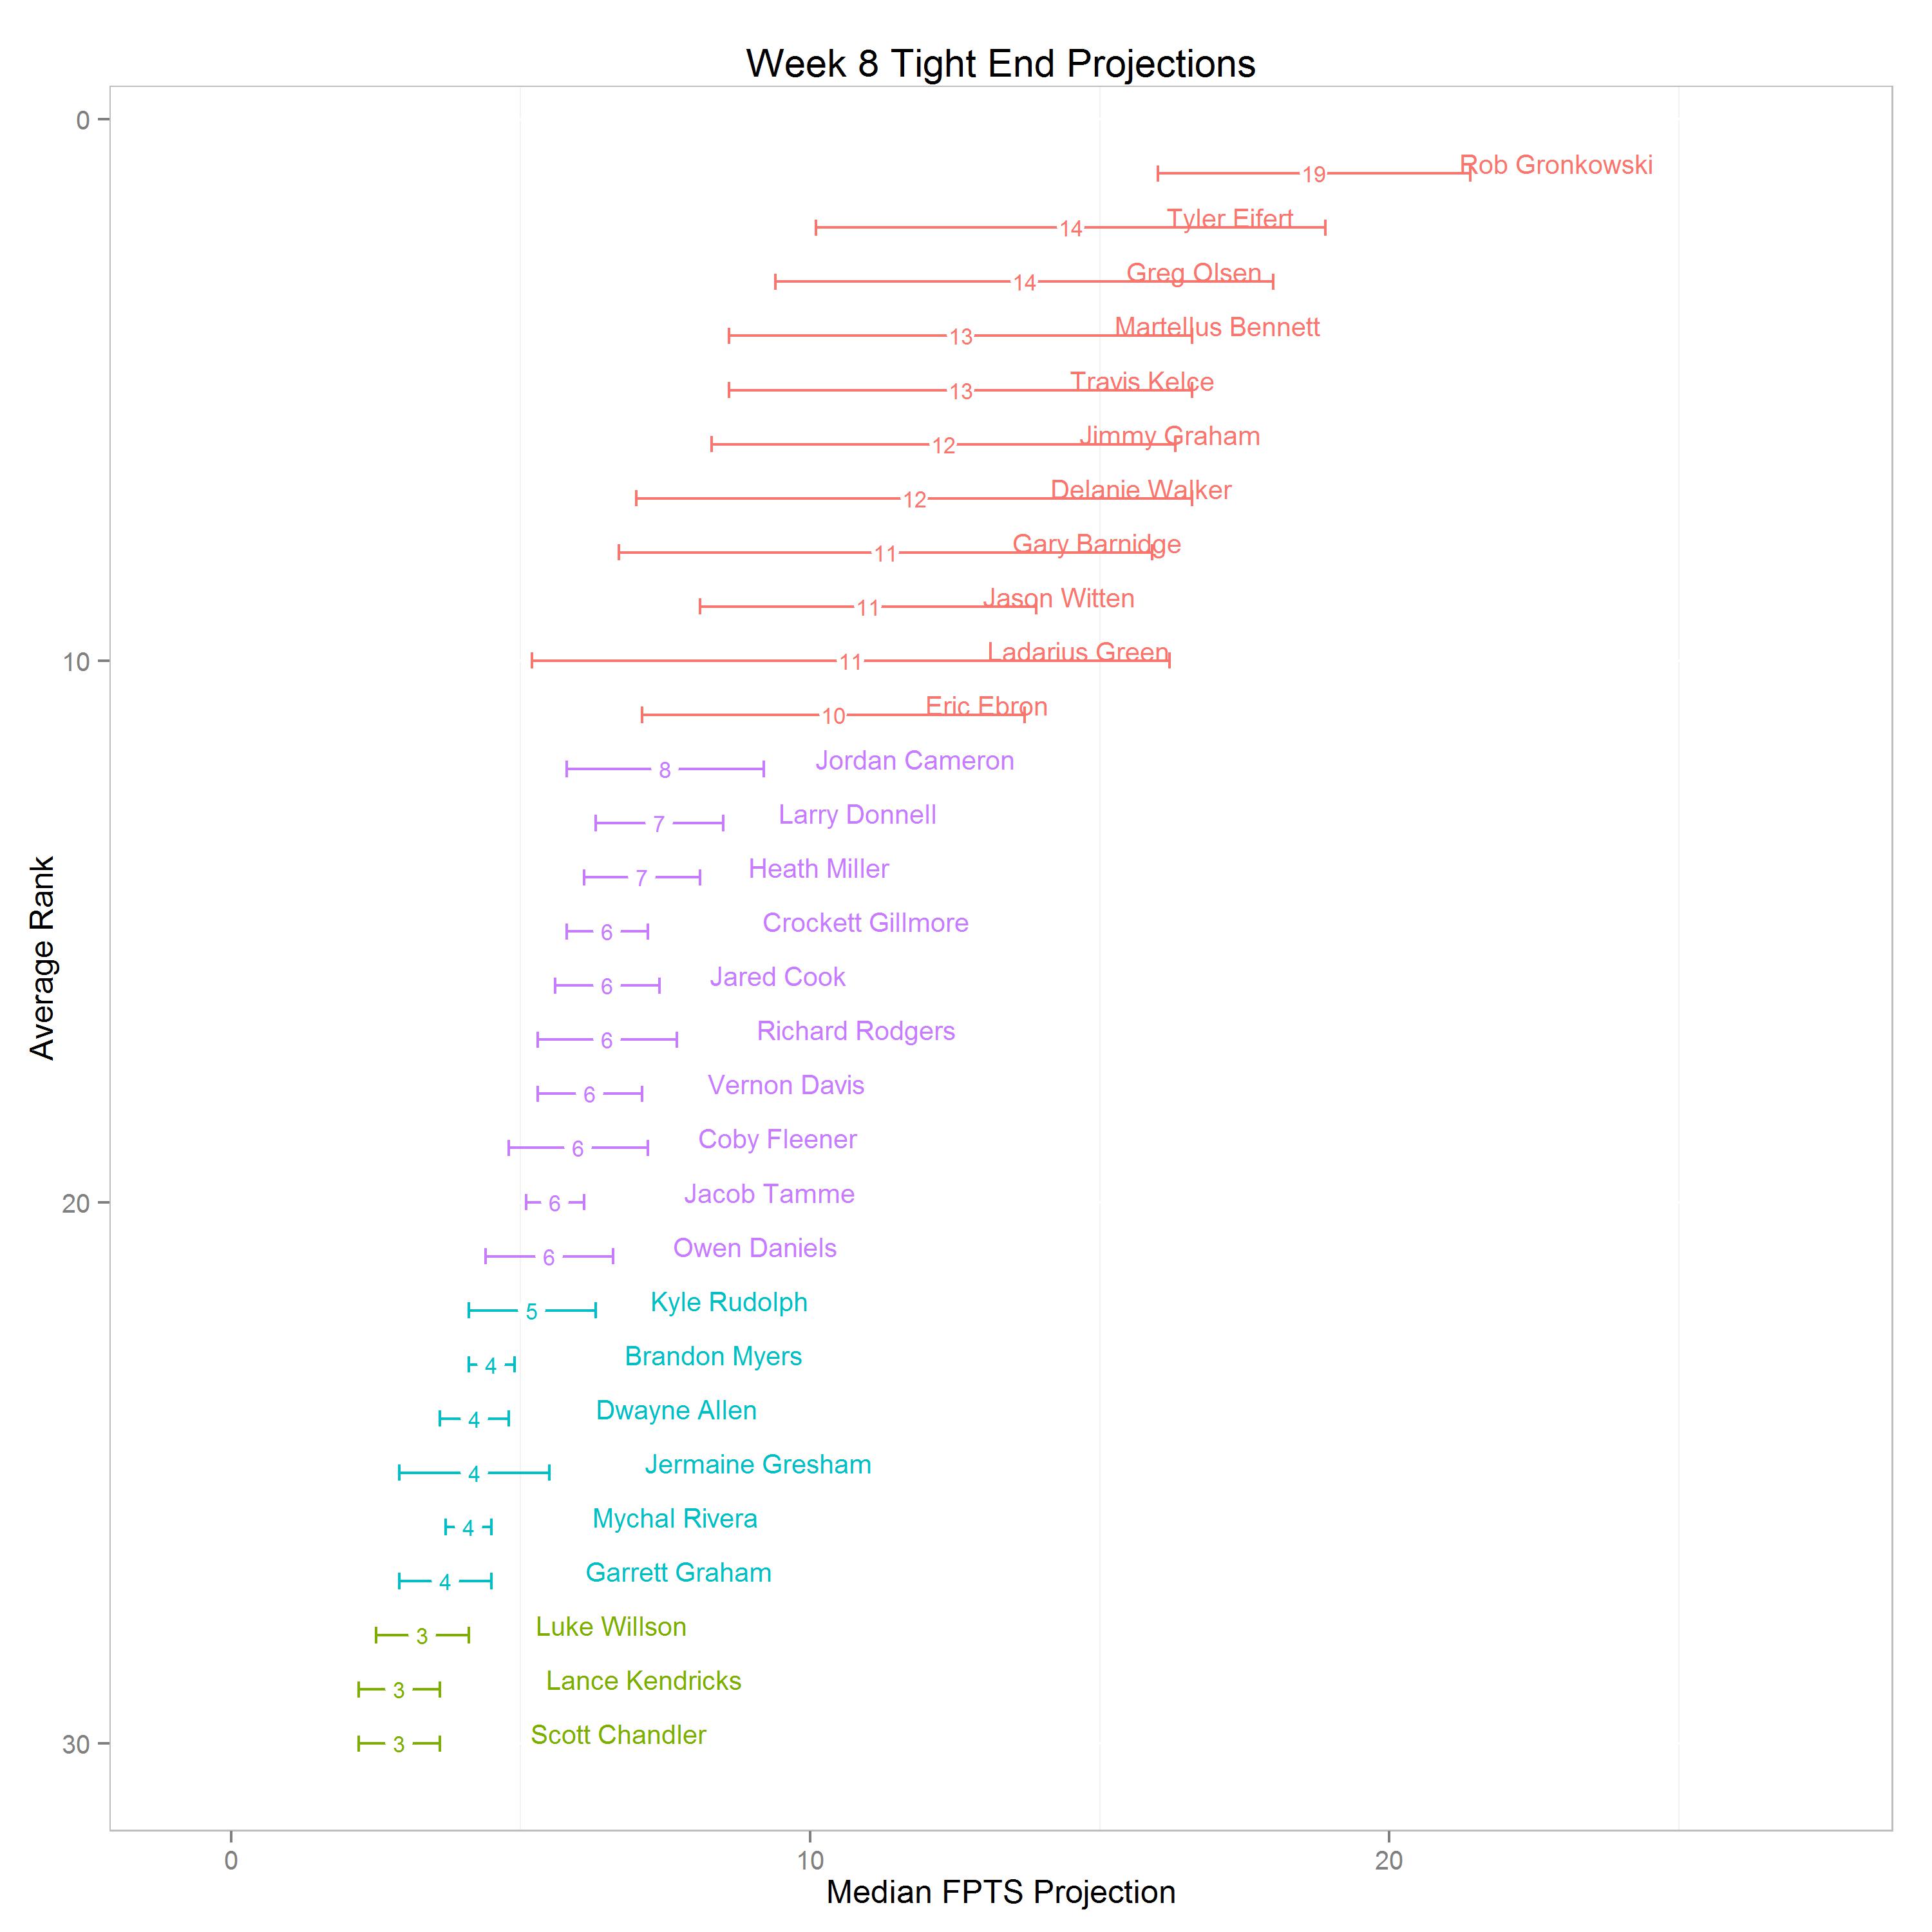 Week 8 Tight End Projections
0
Rob Gronkowski
19
Tyler Eifert
14
Greg Olsen
14
Martellus Bennett
13
Travis Kelce
13
Jimmy Graham
12
Delanie Walker
12
Gary Barnidge
11
Jason Witten
11
Ladarius Green
10
11
Eric Ebron
10
Jordan Cameron
8
Larry Donnell
7
Heath Miller
7
Crockett Gillmore
6
Jared Cook
6
Richard Rodgers
6
Vernon Davis
6
Coby Fleener
6
Jacob Tamme
20
6
Owen Daniels
6
Kyle Rudolph
5
Brandon Myers
4
Dwayne Allen
4
Jermaine Gresham
4
Mychal Rivera
4
Garrett Graham
4
Luke Willson
3
Lance Kendricks
3
Scott Chandler
30
3
Average Rank
0
10
20
Median FPTS Projection